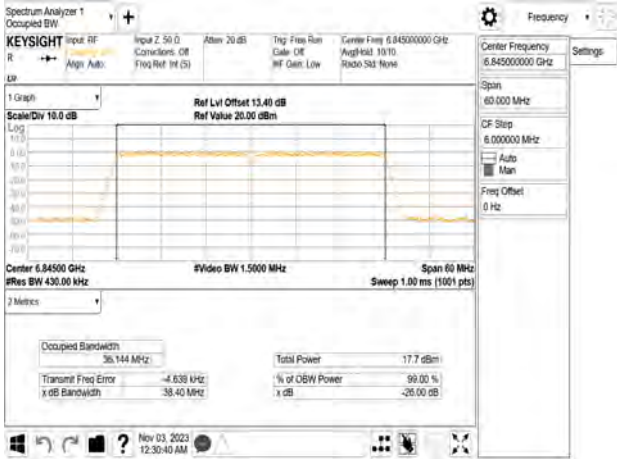 Spectrum Analyzer 1
Occupied BW
+
Frequency
KEYSIGHT
Input: RF
Input Z: 50 Ω
Atten: 20 dB
Trig: Free Run
Center Freq: 6.845000000 GHz
R
Corrections: Off
Gate: Off
Avg|Hold: 10/10
Align: Auto
Freq Ref: Int (S)
#IF Gain: Low
Radio Std: None
Center Frequency
6.845000000 GHz
Settings
Span
60.000 MHz
CF Step
6.000000 MHz
Auto
Man
Freq Offset
0 Hz
1 Graph
Ref Lvl Offset 13.40 dB
Scale/Div 10.0 dB
Ref Value 20.00 dBm
Log
Center 6.84500 GHz
#Video BW 1.5000 MHz
Span 60 MHz
#Res BW 430.00 kHz
Sweep 1.00 ms (1001 pts)
2 Metrics
Occupied Bandwidth
36.144 MHz
Total Power
17.7 dBm
Transmit Freq Error
-4.639 kHz
% of OBW Power
99.00 %
x dB Bandwidth
38.40 MHz
x dB
-26.00 dB
?
Nov 03, 2023
12:30:40 AM